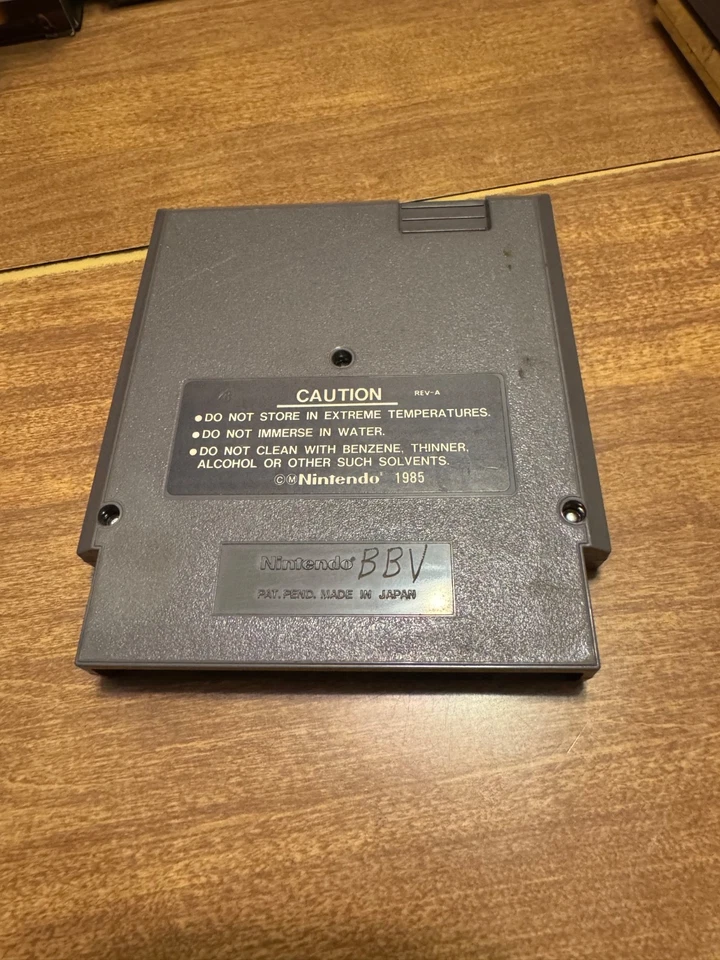 CAUTION REV-A
●DO NOT STORE IN EXTREME TEMPERATURES.
●DO NOT IMMERSE IN WATER.
●DO NOT CLEAN WITH BENZENE, THINNER,
ALCOHOL OR OTHER SUCH SOLVENTS.
©Ⓜ Nintendo® 1985
Nintendo® BBV
PAT. PEND. MADE IN JAPAN